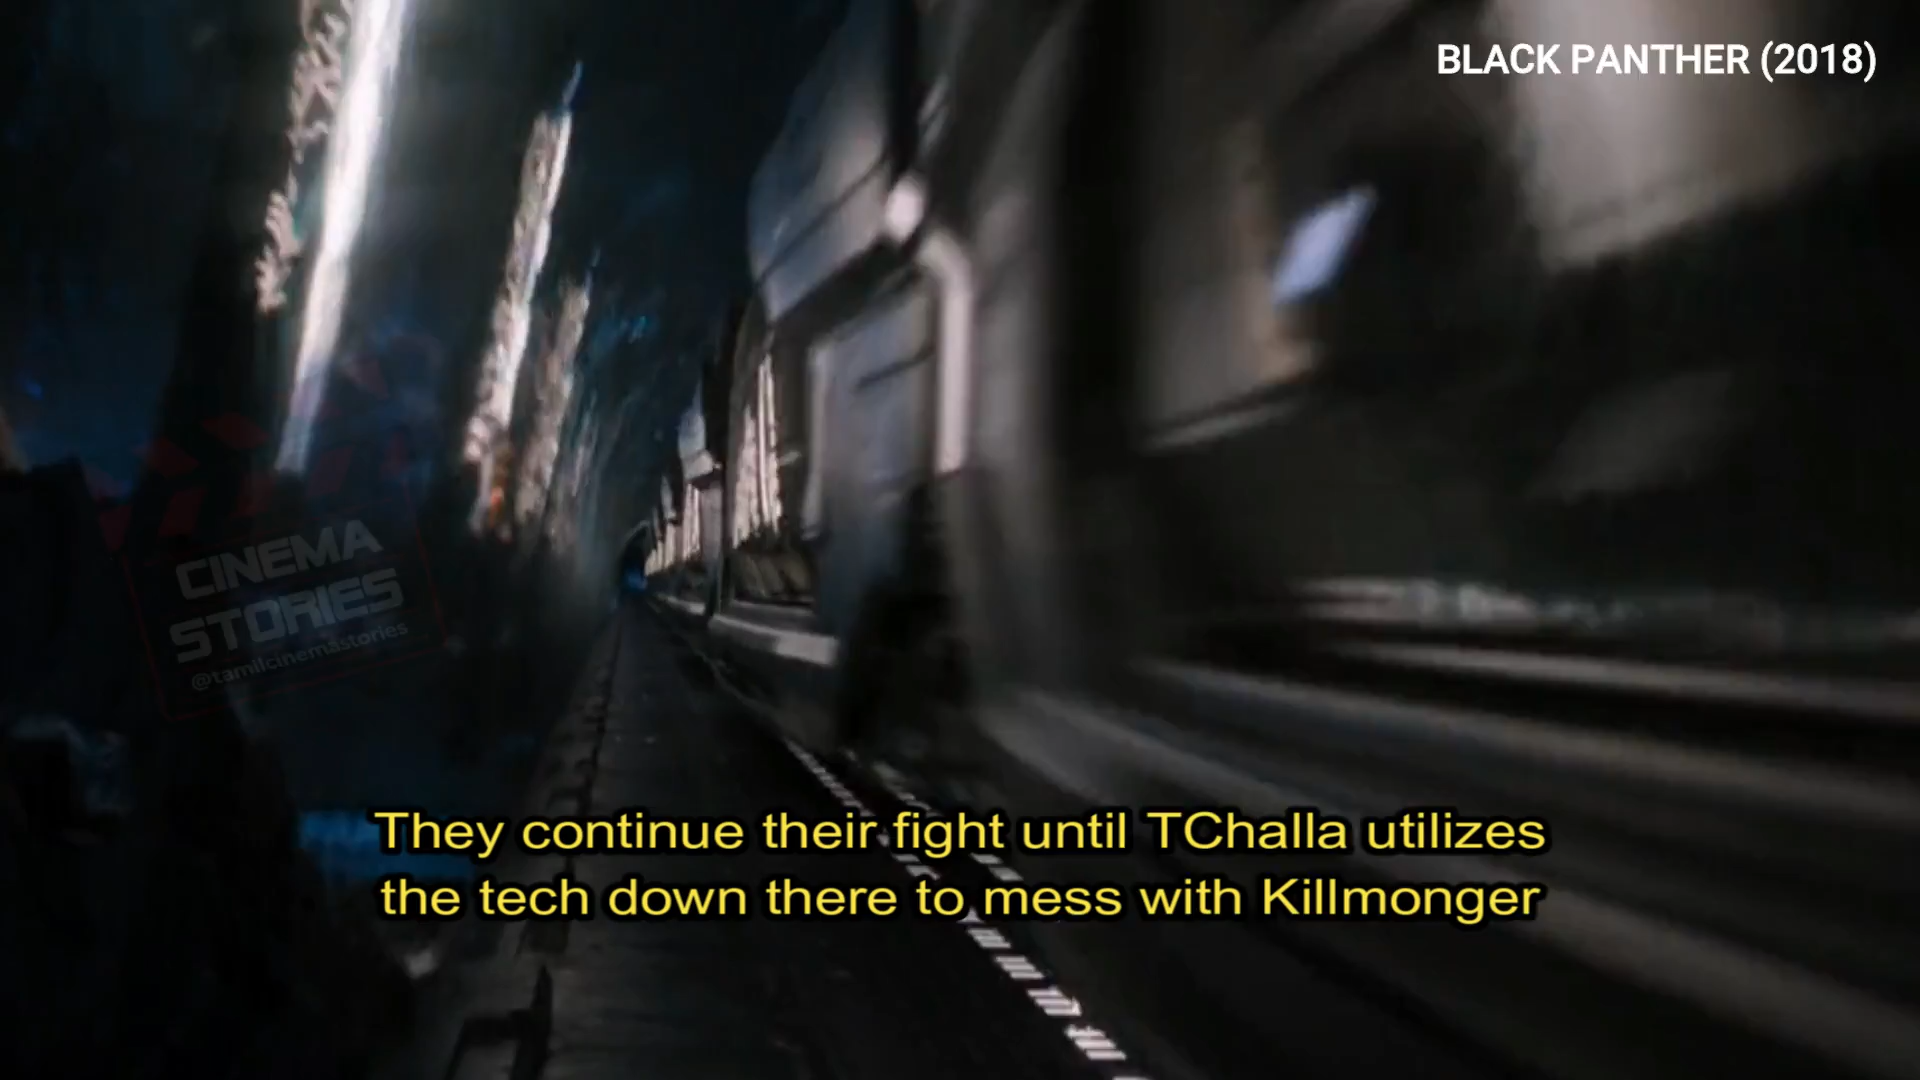 BLACK PANTHER (2018)
CINEMA
STORIES
@tamilcinemastories
They continue their fight until TChalla utilizes
the tech down there to mess with Killmonger